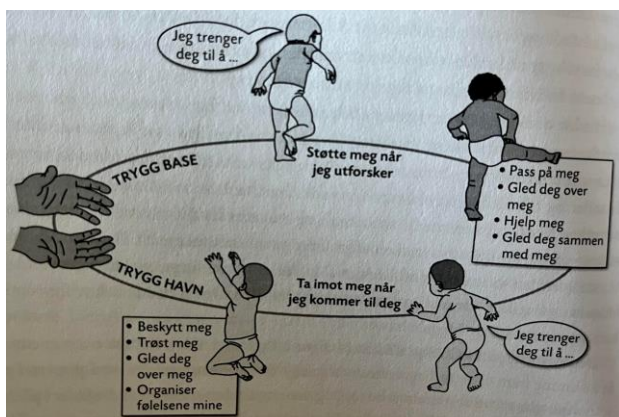 Jeg trenger
deg til å ...
TRYGG BASE
Støtte meg når
jeg utforsker
• Pass på meg
• Gled deg over
meg
• Hjelp meg
• Gled deg sammen
med meg
TRYGG HAVN
Ta imot meg når
jeg kommer til deg
Jeg trenger
deg til å ...
• Beskytt meg
• Trøst meg
• Gled deg
over meg
• Organiser
følelsene mine